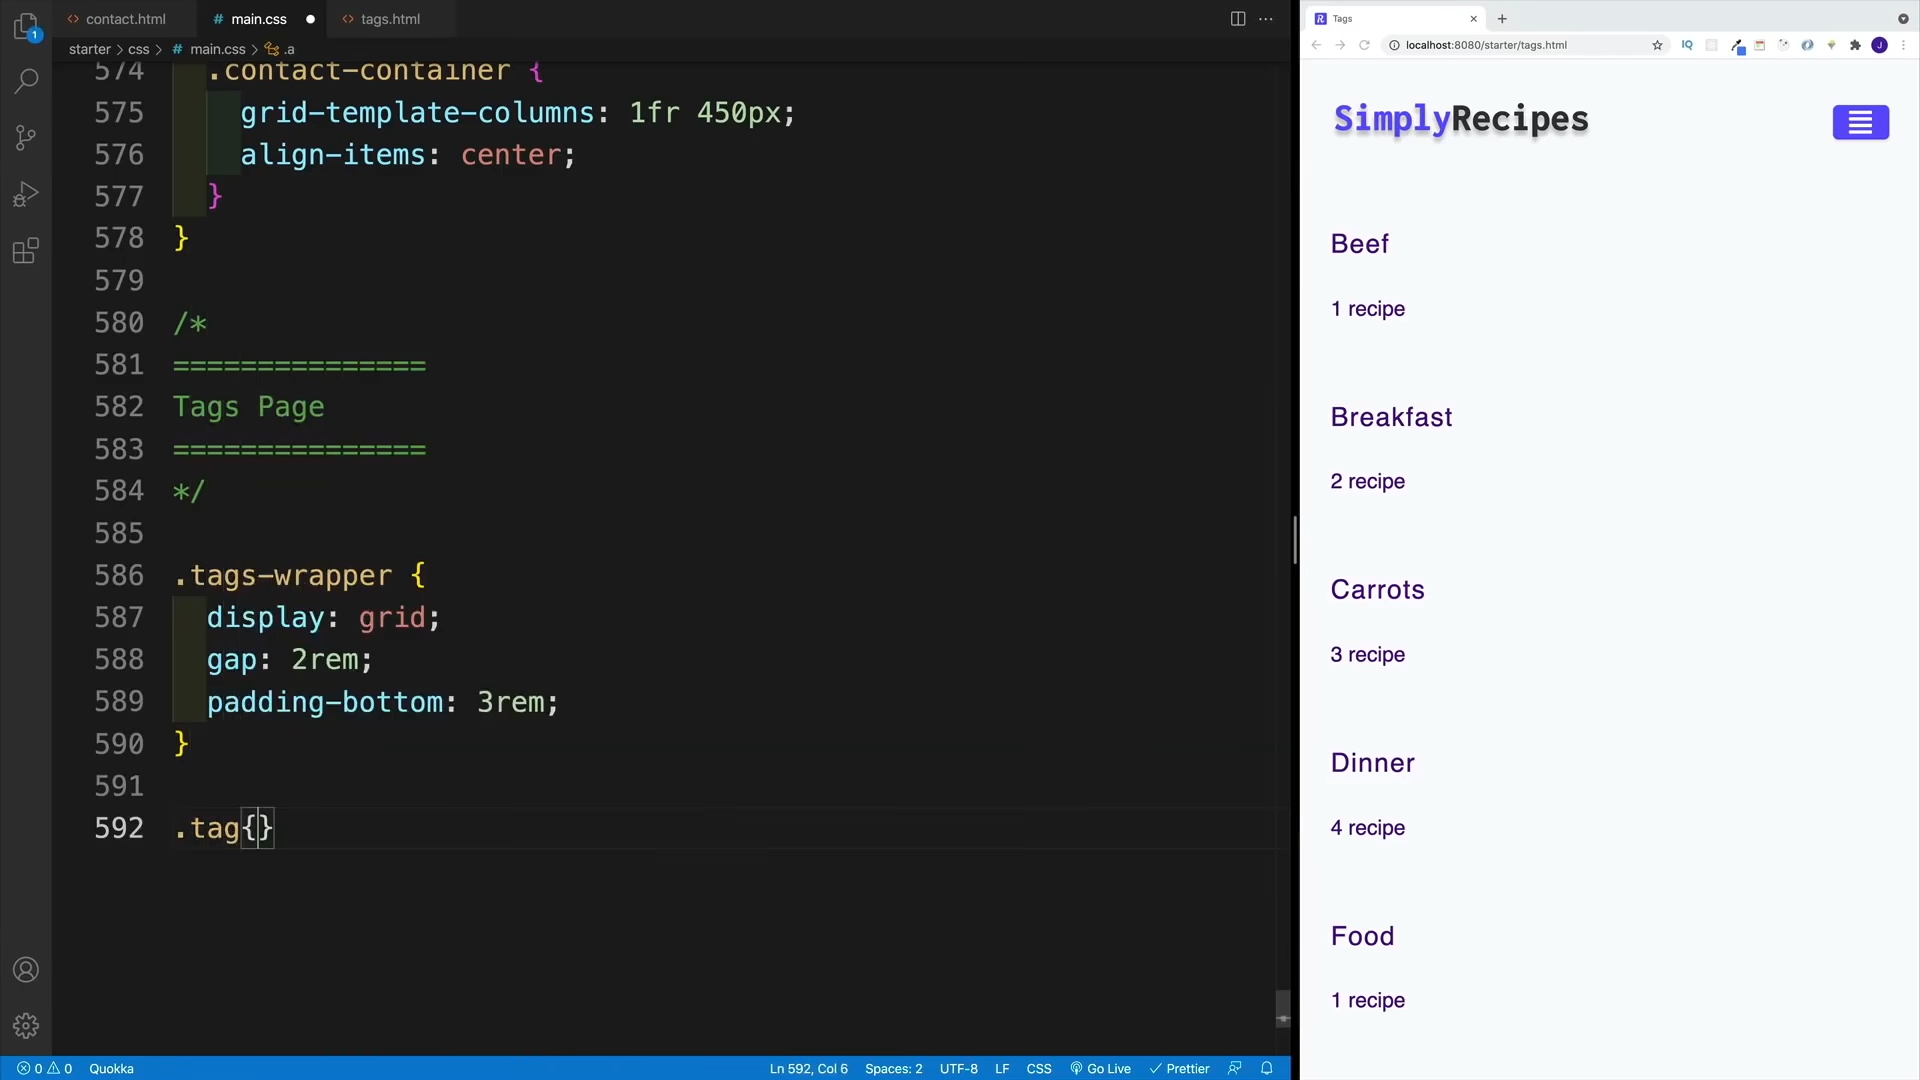 contact.html
# main.css
tags.html
1
starter > css > # main.css > .a
574 .contact-container {
575 grid-template-columns: 1fr 450px;
576 align-items: center;
577 }
578 }
579
580 /*
581 ===============
582 Tags Page
583 ===============
584 */
585
586 .tags-wrapper {
587 display: grid;
588 gap: 2rem;
589 padding-bottom: 3rem;
590 }
591
592 .tag{}
0 0 Quokka
Ln 592, Col 6 Spaces: 2 UTF-8 LF CSS Go Live Prettier
R Tags
localhost:8080/starter/tags.html
IQ
J
SimplyRecipes
Beef
1 recipe
Breakfast
2 recipe
Carrots
3 recipe
Dinner
4 recipe
Food
1 recipe